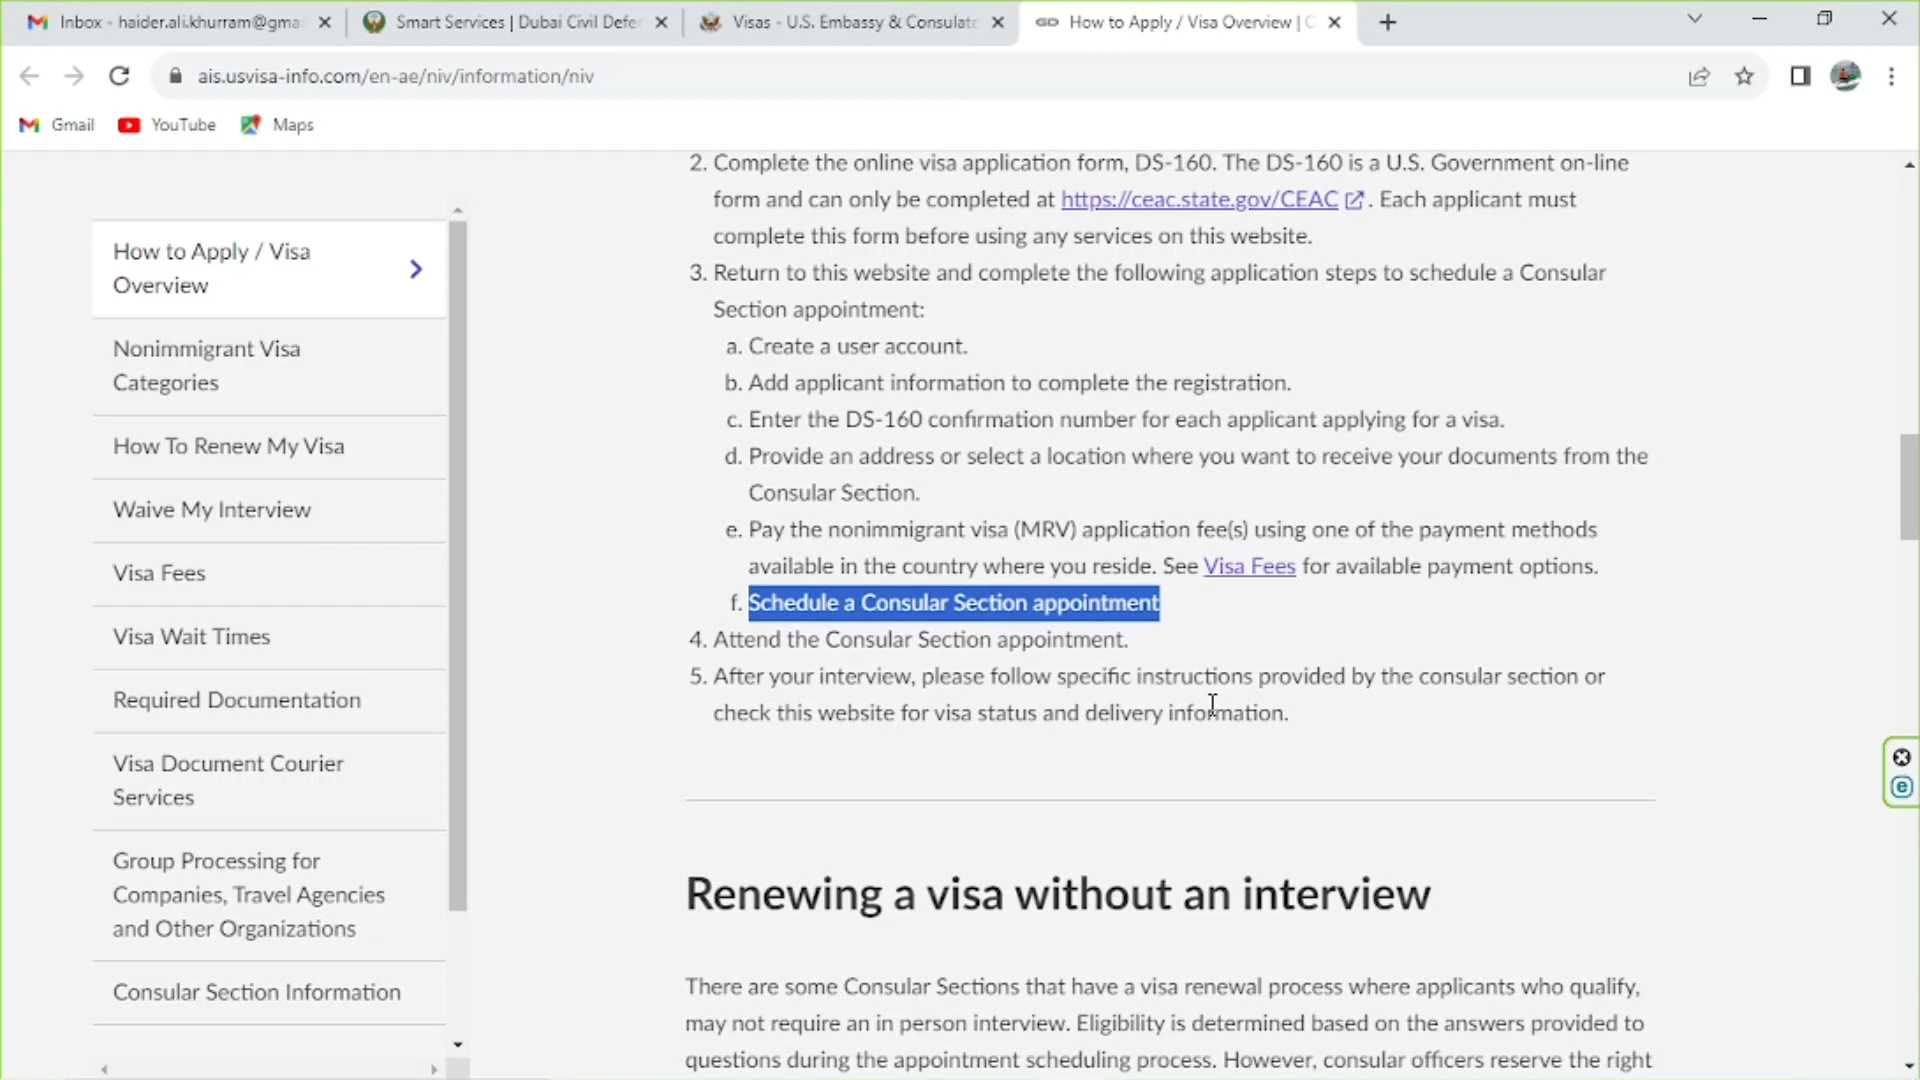 Inbox - haider.ali.khurram@gma
Smart Services | Dubai Civil Defe
Visas - U.S. Embassy & Consulate
How to Apply / Visa Overview |
ais.usvisa-info.com/en-ae/niv/information/niv
Gmail
YouTube
Maps
How to Apply / Visa
Overview
Nonimmigrant Visa
Categories
How To Renew My Visa
Waive My Interview
Visa Fees
Visa Wait Times
Required Documentation
Visa Document Courier
Services
Group Processing for
Companies, Travel Agencies
and Other Organizations
Consular Section Information
2. Complete the online visa application form, DS-160. The DS-160 is a U.S. Government on-line
form and can only be completed at https://ceac.state.gov/CEAC . Each applicant must
complete this form before using any services on this website.
3. Return to this website and complete the following application steps to schedule a Consular
Section appointment:
a. Create a user account.
b. Add applicant information to complete the registration.
c. Enter the DS-160 confirmation number for each applicant applying for a visa.
d. Provide an address or select a location where you want to receive your documents from the
Consular Section.
e. Pay the nonimmigrant visa (MRV) application fee(s) using one of the payment methods
available in the country where you reside. See Visa Fees for available payment options.
f. Schedule a Consular Section appointment
4. Attend the Consular Section appointment.
5. After your interview, please follow specific instructions provided by the consular section or
check this website for visa status and delivery information.
Renewing a visa without an interview
There are some Consular Sections that have a visa renewal process where applicants who qualify,
may not require an in person interview. Eligibility is determined based on the answers provided to
questions during the appointment scheduling process. However, consular officers reserve the right